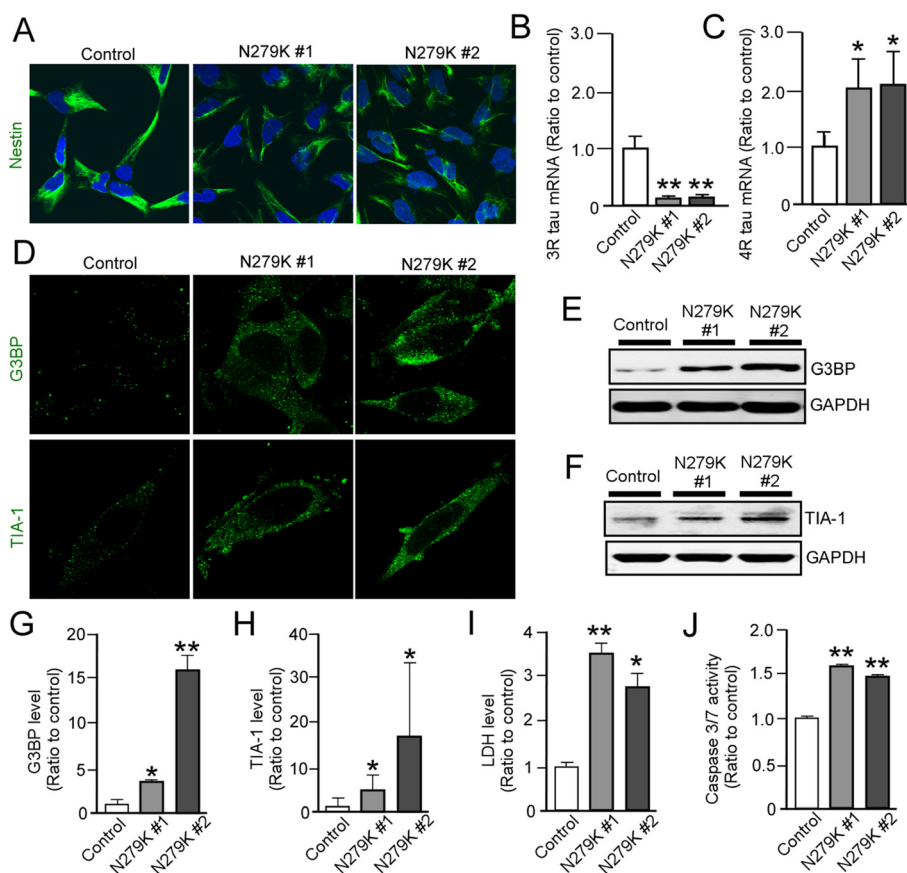 A
Control
N279K #1
N279K #2
Nestin
B
3R tau mRNA (Ratio to control)
3.0
2.0
1.0
0
**
**
Control
N279K #1
N279K #2
C
4R tau mRNA (Ratio to control)
3.0
2.0
1.0
0
*
*
Control
N279K #1
N279K #2
D
Control
N279K #1
N279K #2
G3BP
TIA-1
E
Control
N279K
#1
N279K
#2
G3BP
GAPDH
F
Control
N279K
#1
N279K
#2
TIA-1
GAPDH
G
G3BP level
(Ratio to control)
20
15
10
5
0
*
**
Control
N279K #1
N279K #2
H
TIA-1 level
(Ratio to control)
40
30
20
10
0
*
*
Control
N279K #1
N279K #2
I
LDH level
(Ratio to control)
4
3
2
1
0
**
*
Control
N279K #1
N279K #2
J
Caspase 3/7 activity
(Ratio to control)
2.0
1.5
1.0
0.5
0
**
**
Control
N279K #1
N279K #2